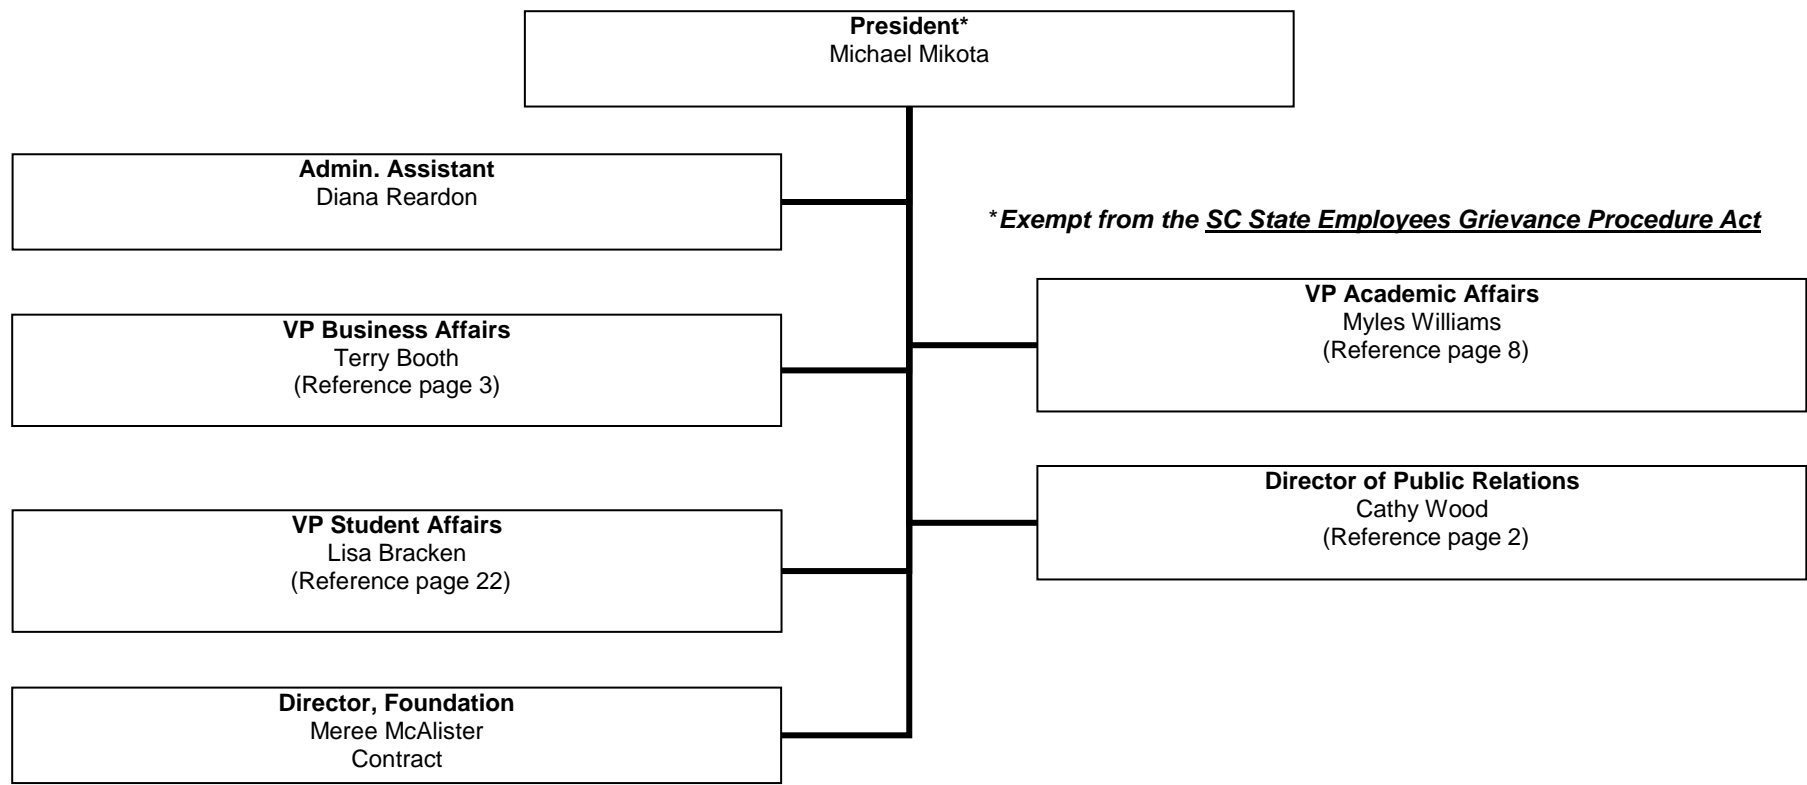 President*
Michael Mikota
Admin. Assistant
Diana Reardon
*Exempt from the SC State Employees Grievance Procedure Act
VP Business Affairs
Terry Booth
(Reference page 3)
VP Academic Affairs
Myles Williams
(Reference page 8)
VP Student Affairs
Lisa Bracken
(Reference page 22)
Director of Public Relations
Cathy Wood
(Reference page 2)
Director, Foundation
Meree McAlister
Contract